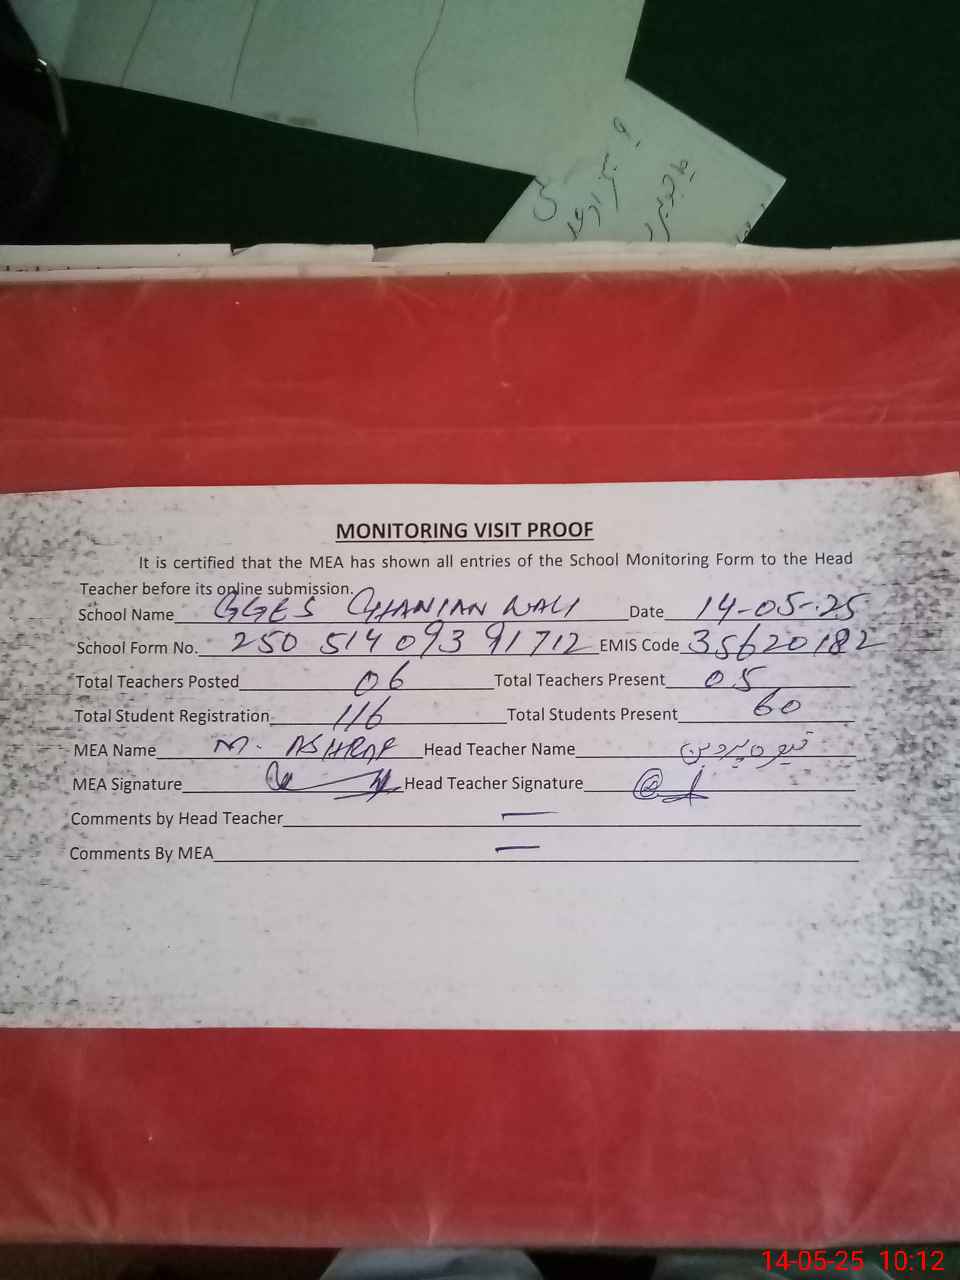 MONITORING VISIT PROOF
It is certified that the MEA has shown all entries of the School Monitoring Form to the Head
Teacher before its online submission.
School Name GGES CHANIAN WALI Date 14-05-25
School Form No. 250 514 093 91712 EMIS Code 35620182
Total Teachers Posted 06 Total Teachers Present 05
Total Student Registration 116 Total Students Present 60
MEA Name M. ASHRAF Head Teacher Name
MEA Signature Head Teacher Signature
Comments by Head Teacher —
Comments By MEA —
14-05-25 10:12